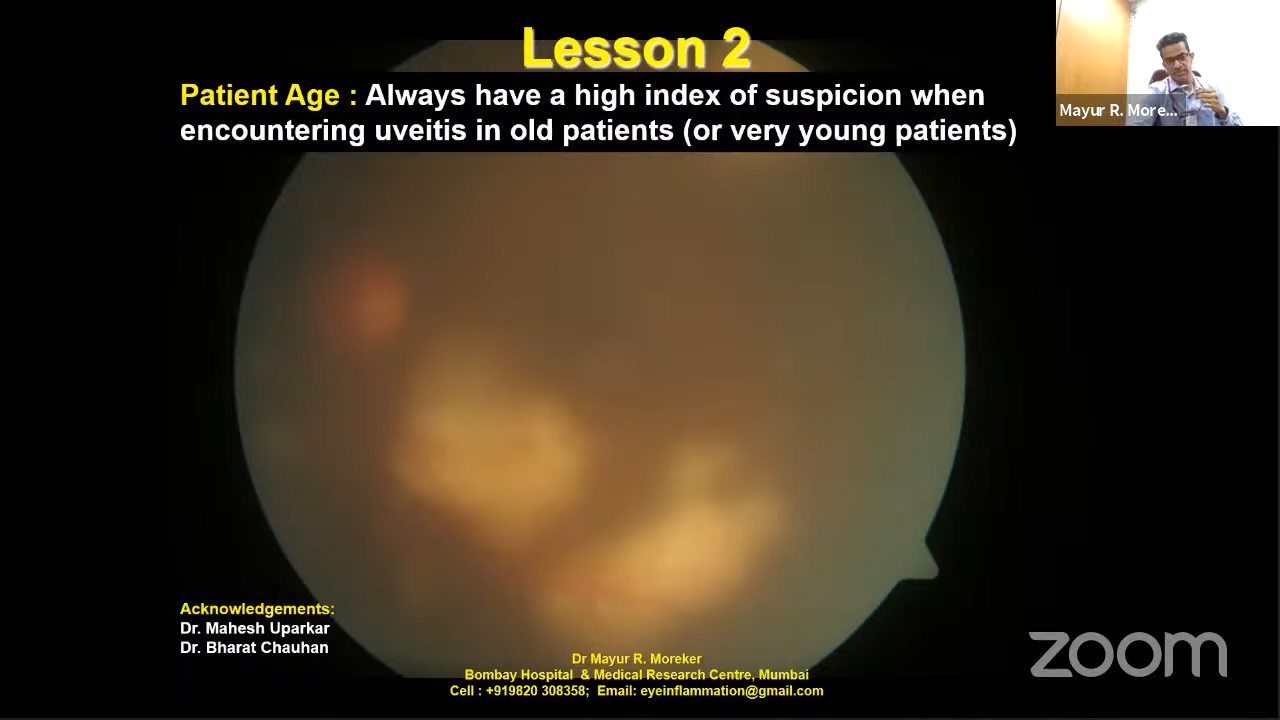 Lesson 2
Patient Age : Always have a high index of suspicion when
encountering uveitis in old patients (or very young patients)
Mayur R. More...
Acknowledgements:
Dr. Mahesh Uparkar
Dr. Bharat Chauhan
Dr Mayur R. Moreker
Bombay Hospital & Medical Research Centre, Mumbai
Cell : +919820 308358; Email: eyeinflammation@gmail.com
zoom